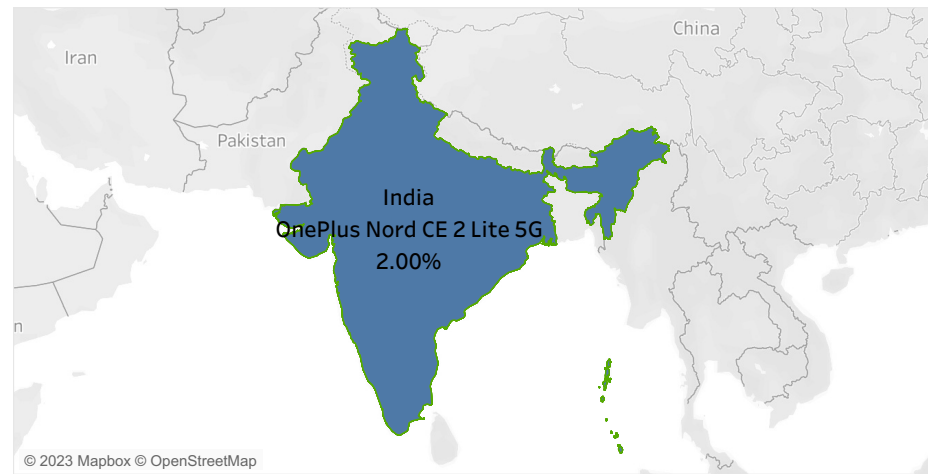 China
Iran
Pakistan
India
OnePlus Nord CE 2 Lite 5G
2.00%
n
© 2023 Mapbox © OpenStreetMap